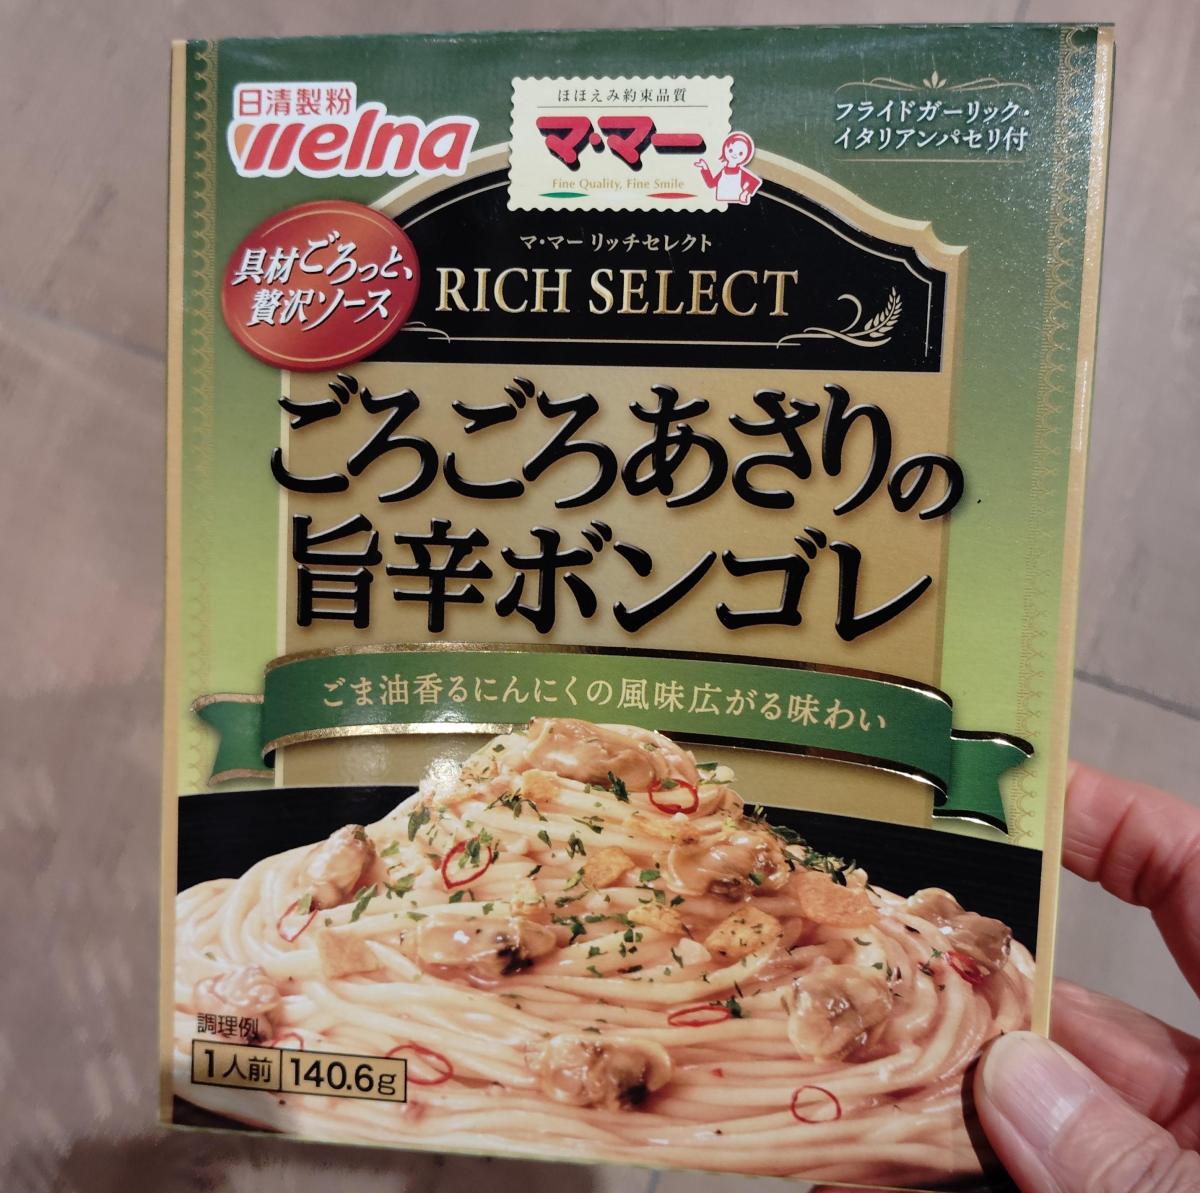 日清製粉
Welna
ほほえみ約束品質
マ・マー
Fine Quality, Fine Smile
フライドガーリック・
イタリアンパセリ付
マ・マー リッチセレクト
RICH SELECT
具材ごろっと、
贅沢ソース
ごろごろあさりの
旨辛ボンゴレ
ごま油香るにんにくの風味広がる味わい
調理例
1人前 140.6g